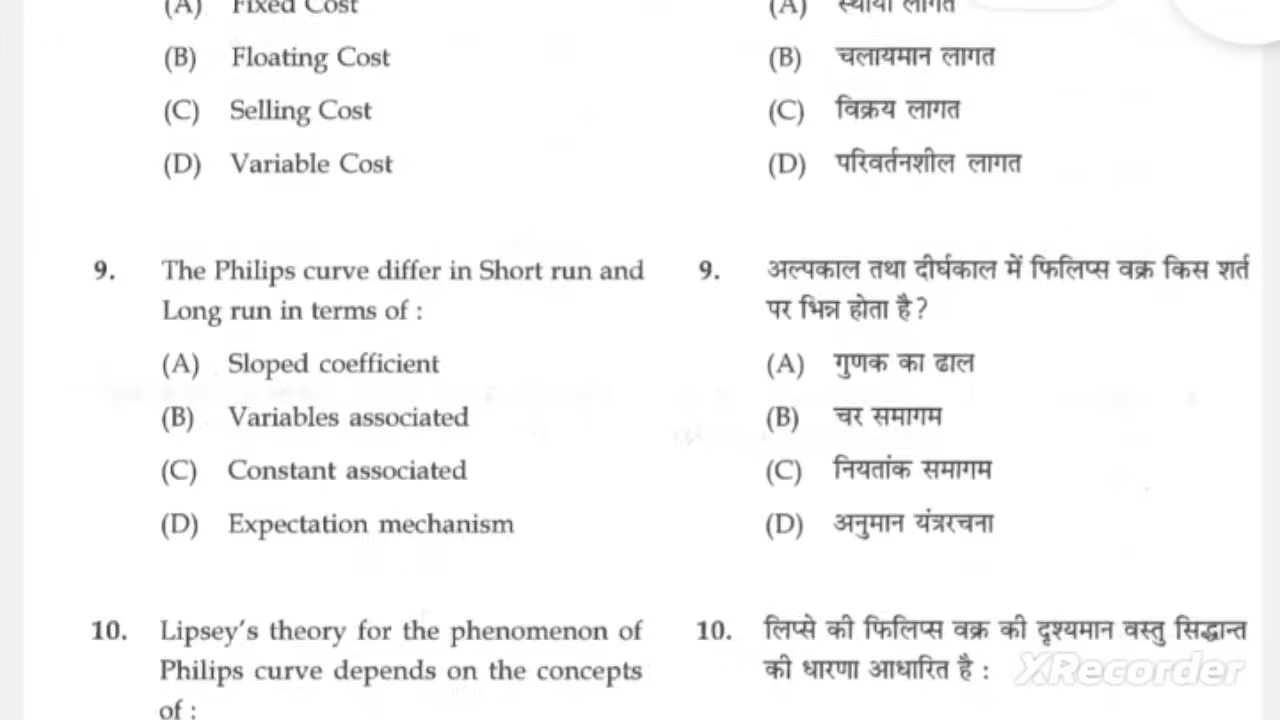 (A) Fixed Cost
(B) Floating Cost
(C) Selling Cost
(D) Variable Cost
9. The Philips curve differ in Short run and
Long run in terms of :
(A) Sloped coefficient
(B) Variables associated
(C) Constant associated
(D) Expectation mechanism
10. Lipsey's theory for the phenomenon of
Philips curve depends on the concepts
of :
(A) स्थायी लागत
(B) चलायमान लागत
(C) विक्रय लागत
(D) परिवर्तनशील लागत
9. अल्पकाल तथा दीर्घकाल में फिलिप्स वक्र किस शर्त
पर भिन्न होता है ?
(A) गुणक का ढाल
(B) चर समागम
(C) नियतांक समागम
(D) अनुमान यंत्ररचना
10. लिप्से की फिलिप्स वक्र की दृश्यमान वस्तु सिद्धान्त
की धारणा आधारित है :
XRecorder